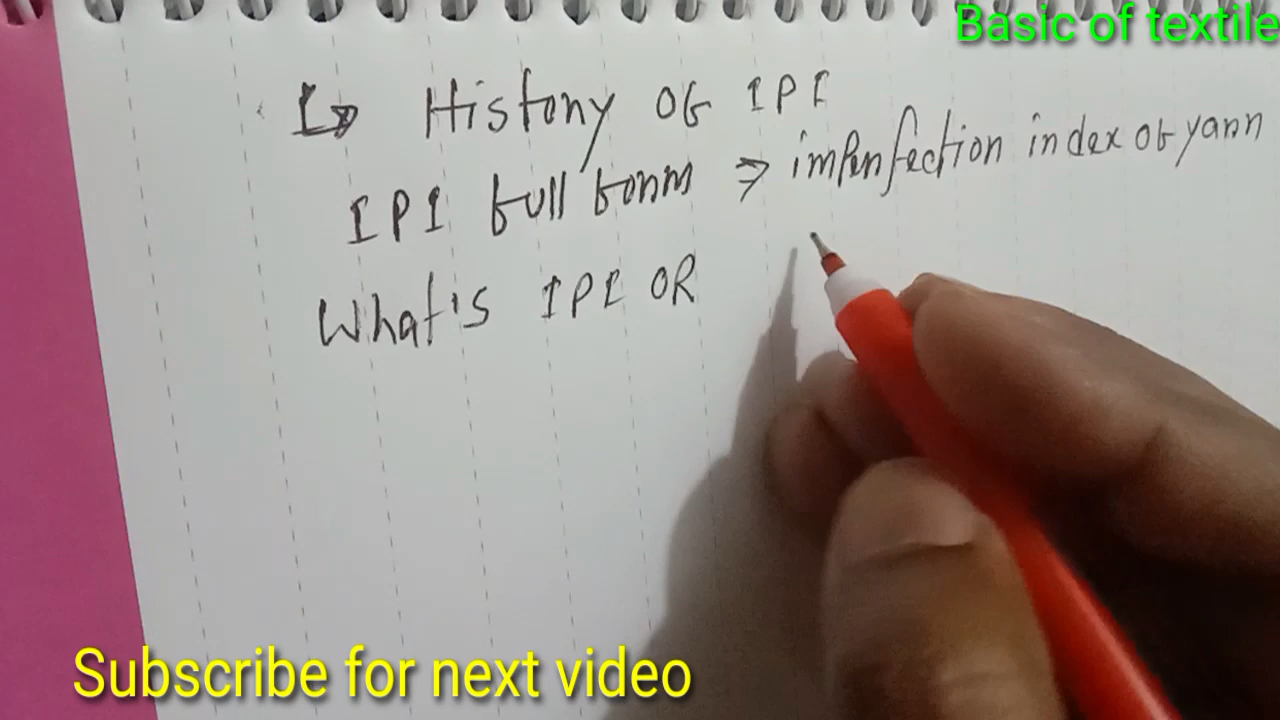 Basic of textile
1) History OF IPI
IPI full form ⇒ imperfection index of yarn
What's IPI OR
Subscribe for next video